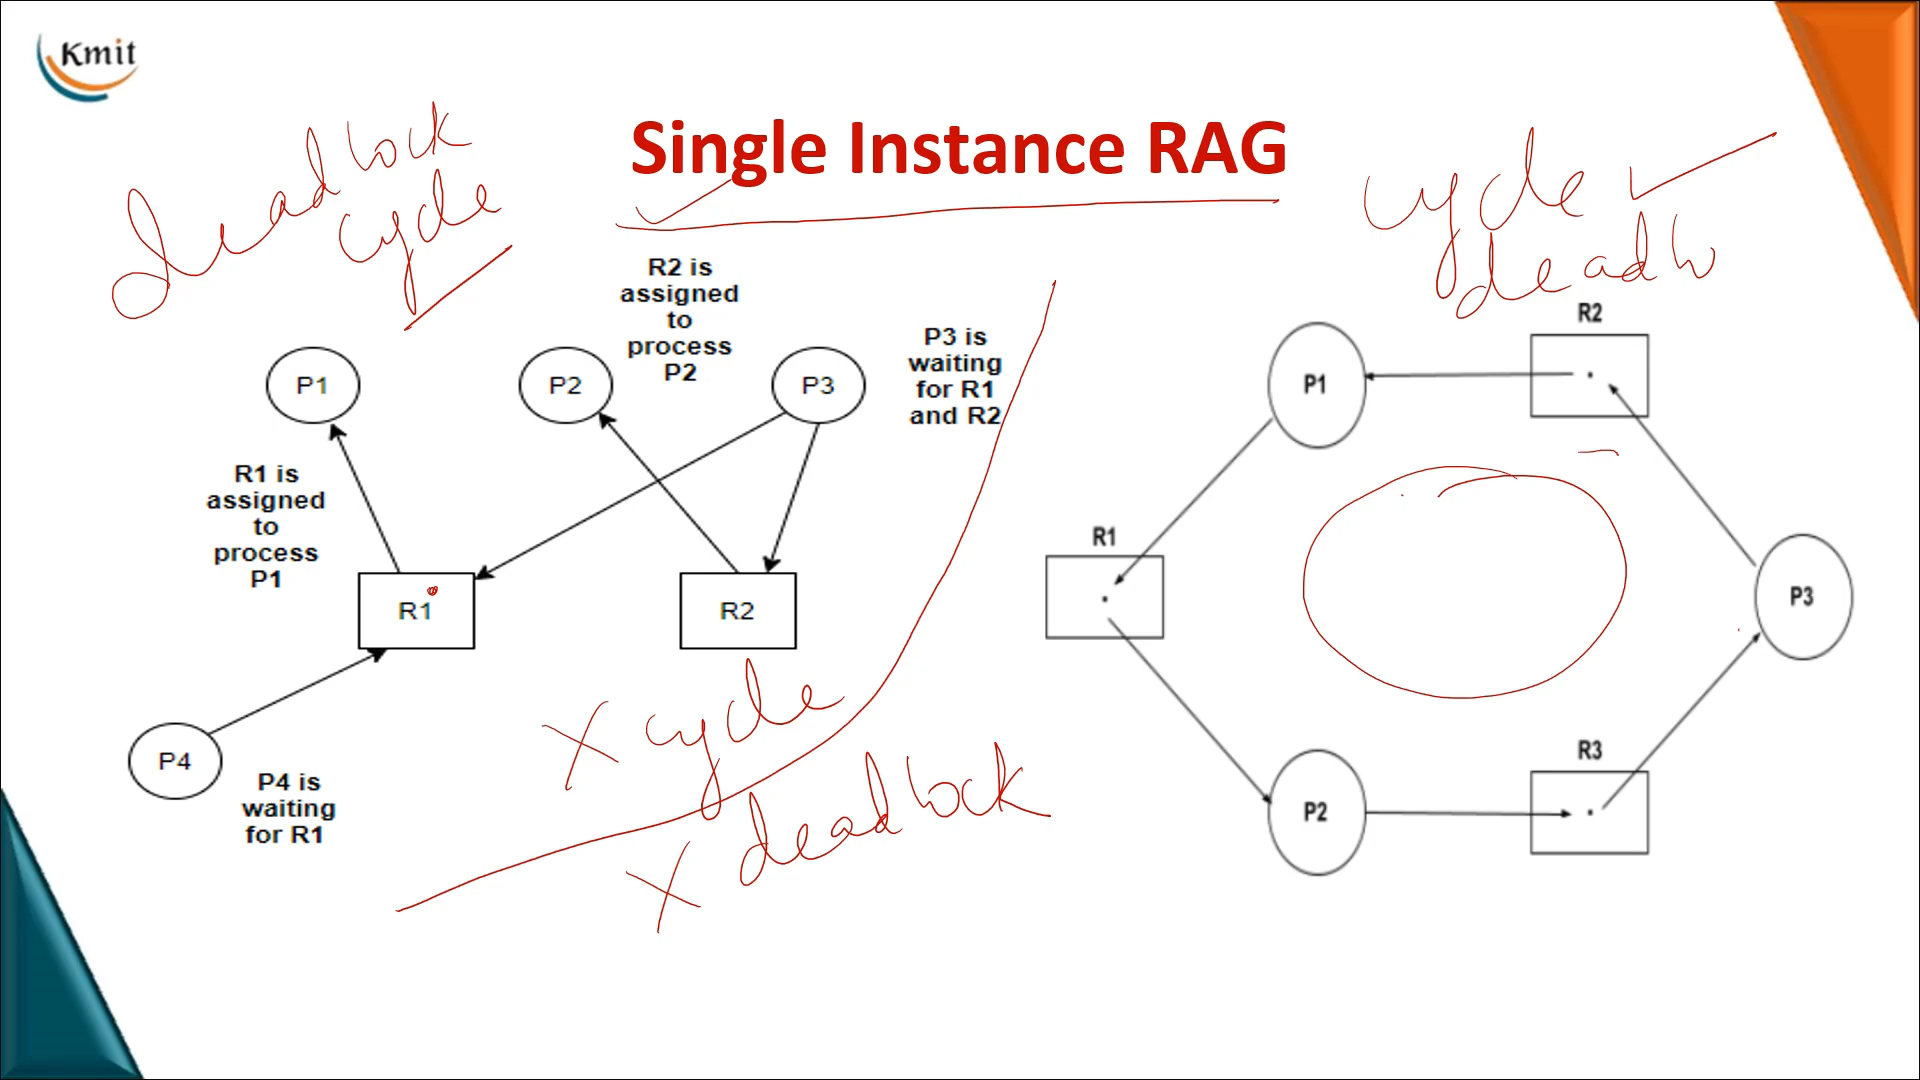 Kmit
Single Instance RAG
deadlock
cycle
cycle
R2 is
assigned
to
process
P2
P3 is
waiting
for R1
and R2
P1
P2
P3
R1 is
assigned
to
process
P1
R1
R2
P4
P4 is
waiting
for R1
X cycle
X deadlock
R2
P1
R1
P3
R3
P2